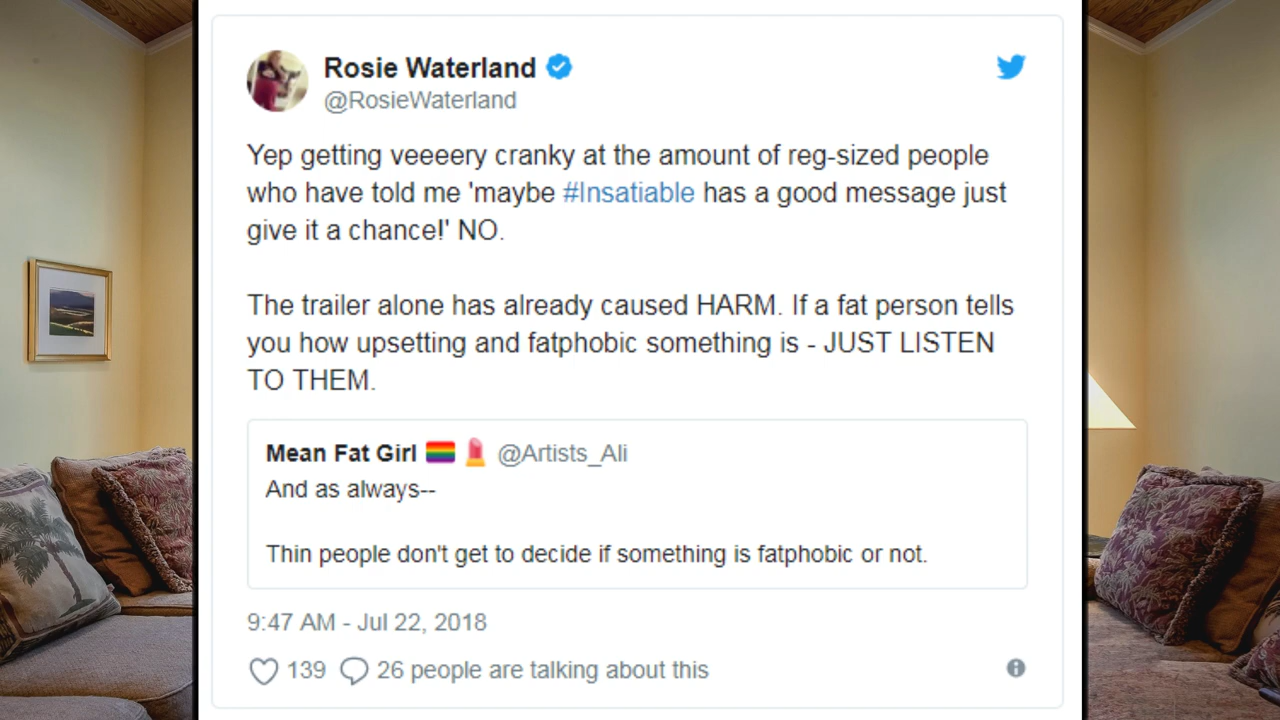 Rosie Waterland
@RosieWaterland
Yep getting veeeery cranky at the amount of reg-sized people
who have told me 'maybe #Insatiable has a good message just
give it a chance!' NO.
The trailer alone has already caused HARM. If a fat person tells
you how upsetting and fatphobic something is - JUST LISTEN
TO THEM.
Mean Fat Girl 🏳️‍🌈💄 @Artists_Ali
And as always--
Thin people don't get to decide if something is fatphobic or not.
9:47 AM - Jul 22, 2018
139 26 people are talking about this